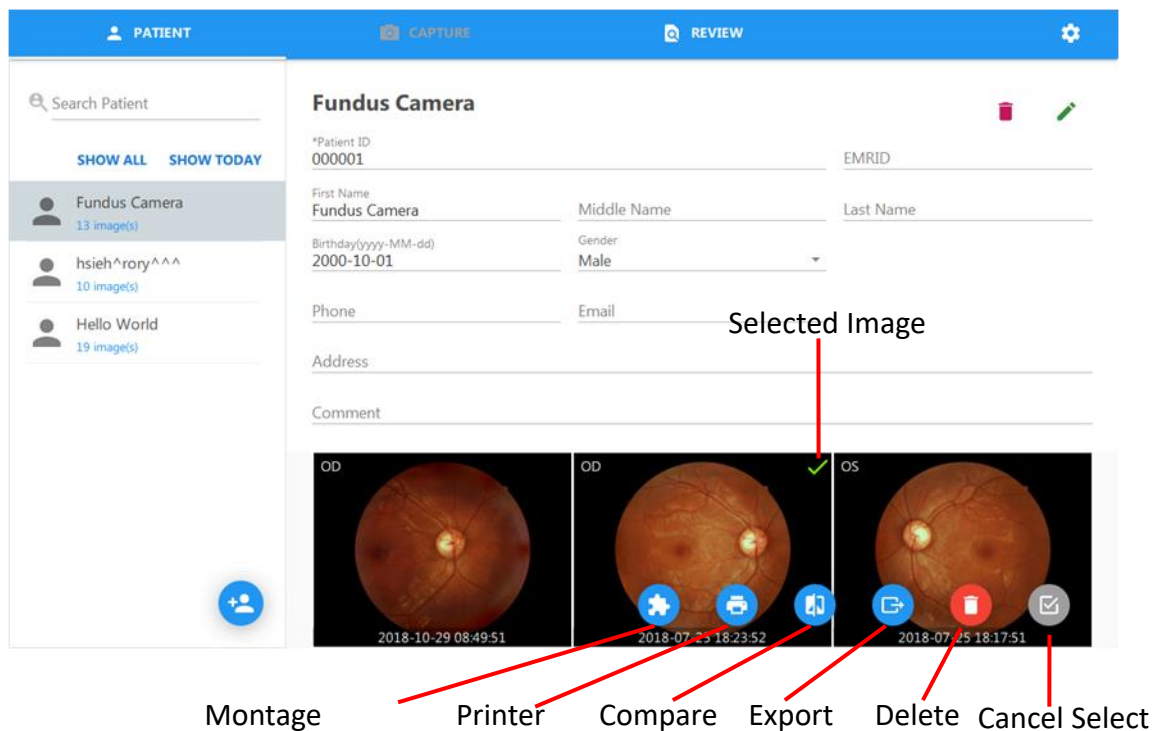 PATIENT
CAPTURE
REVIEW
Search Patient
SHOW ALL SHOW TODAY
Fundus Camera
13 image(s)
hsieh^rory^^^
10 image(s)
Hello World
19 image(s)
Fundus Camera
*Patient ID
000001
EMRID
First Name
Fundus Camera
Middle Name
Last Name
Birthday(yyyy-MM-dd)
2000-10-01
Gender
Male
Phone
Email
Selected Image
Address
Comment
OD
OD
OS
2018-10-29 08:49:51
2018-07-25 18:23:52
2018-07-25 18:17:51
Montage Printer Compare Export Delete Cancel Select